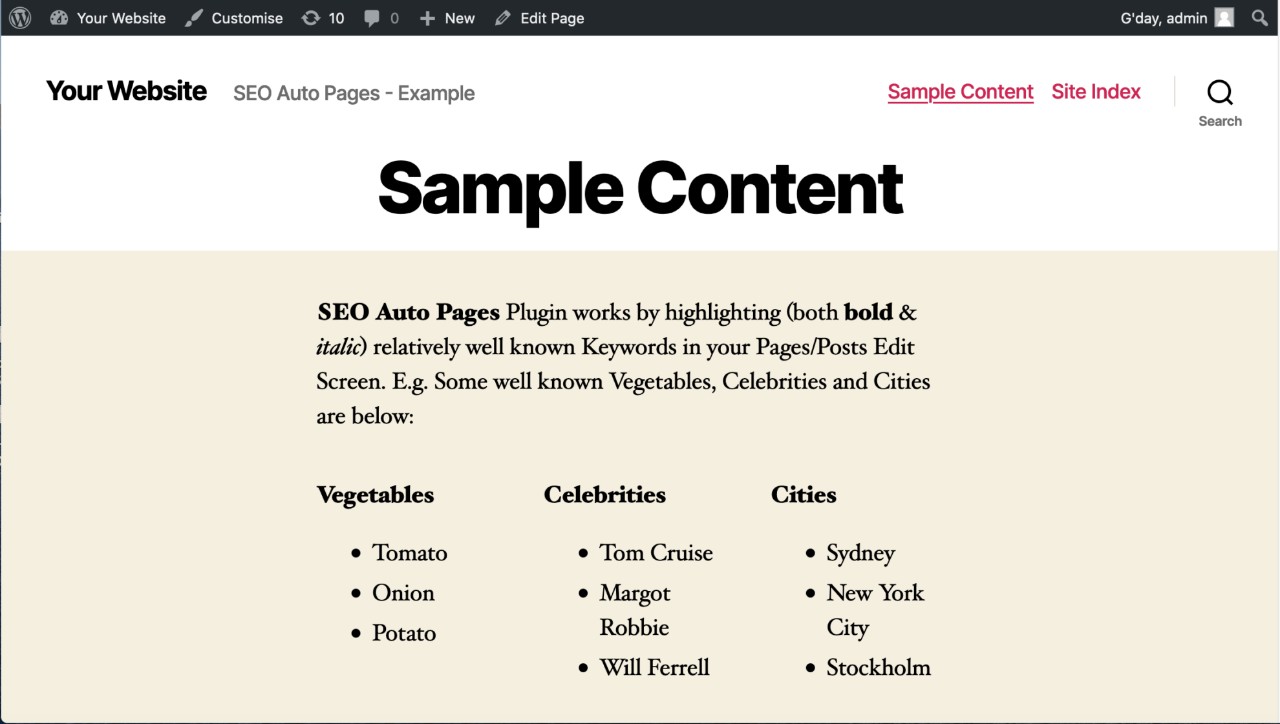 Your Website Customise 10 0 New Edit Page G'day, admin
Your Website SEO Auto Pages - Example Sample Content Site Index
Search
Sample Content
SEO Auto Pages Plugin works by highlighting (both bold &
italic) relatively well known Keywords in your Pages/Posts Edit
Screen. E.g. Some well known Vegetables, Celebrities and Cities
are below:
Vegetables
• Tomato
• Onion
• Potato
Celebrities
• Tom Cruise
• Margot
Robbie
• Will Ferrell
Cities
• Sydney
• New York
City
• Stockholm